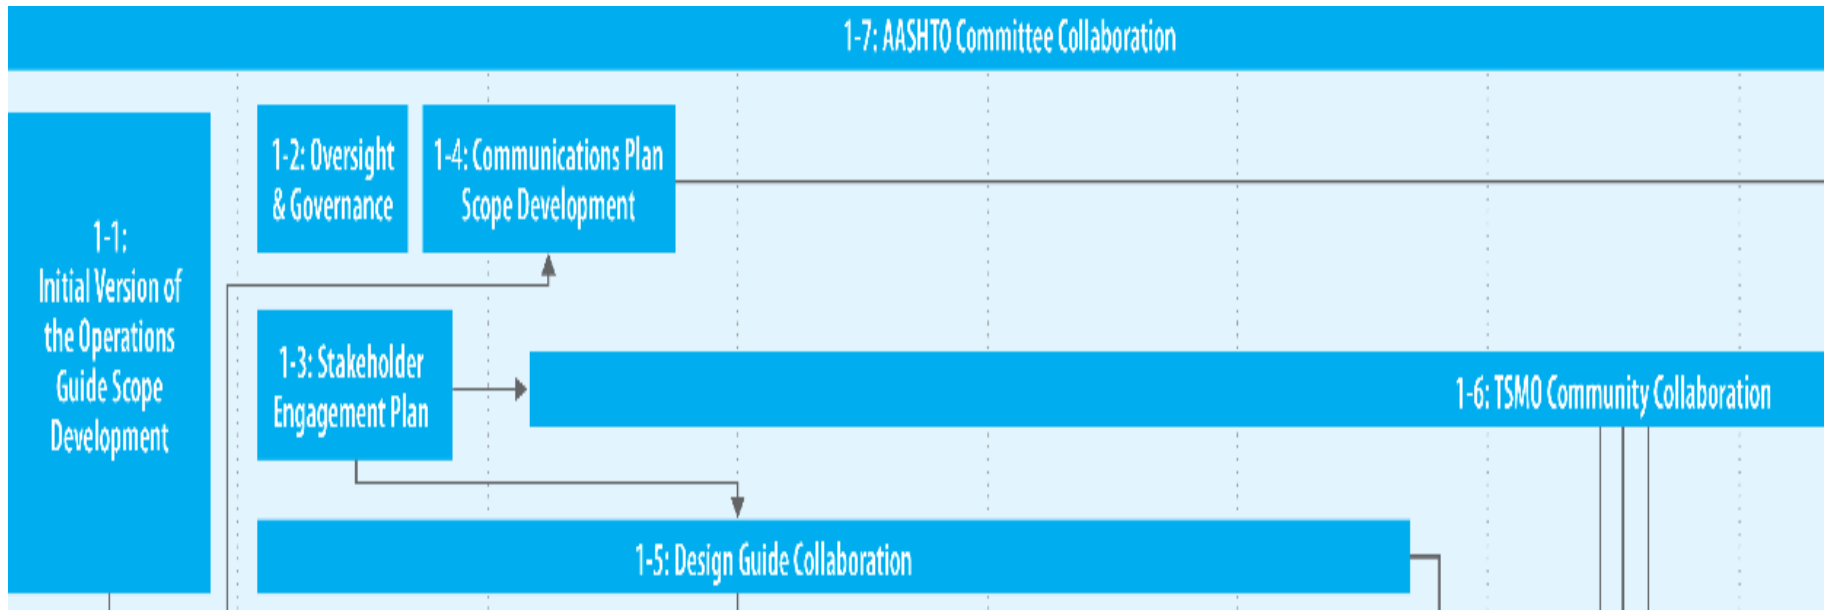 1-7: AASHTO Committee Collaboration
1-1:
Initial Version of
the Operations
Guide Scope
Development
1-2: Oversight
& Governance
1-4: Communications Plan
Scope Development
1-3: Stakeholder
Engagement Plan
1-6: TSMO Community Collaboration
1-5: Design Guide Collaboration